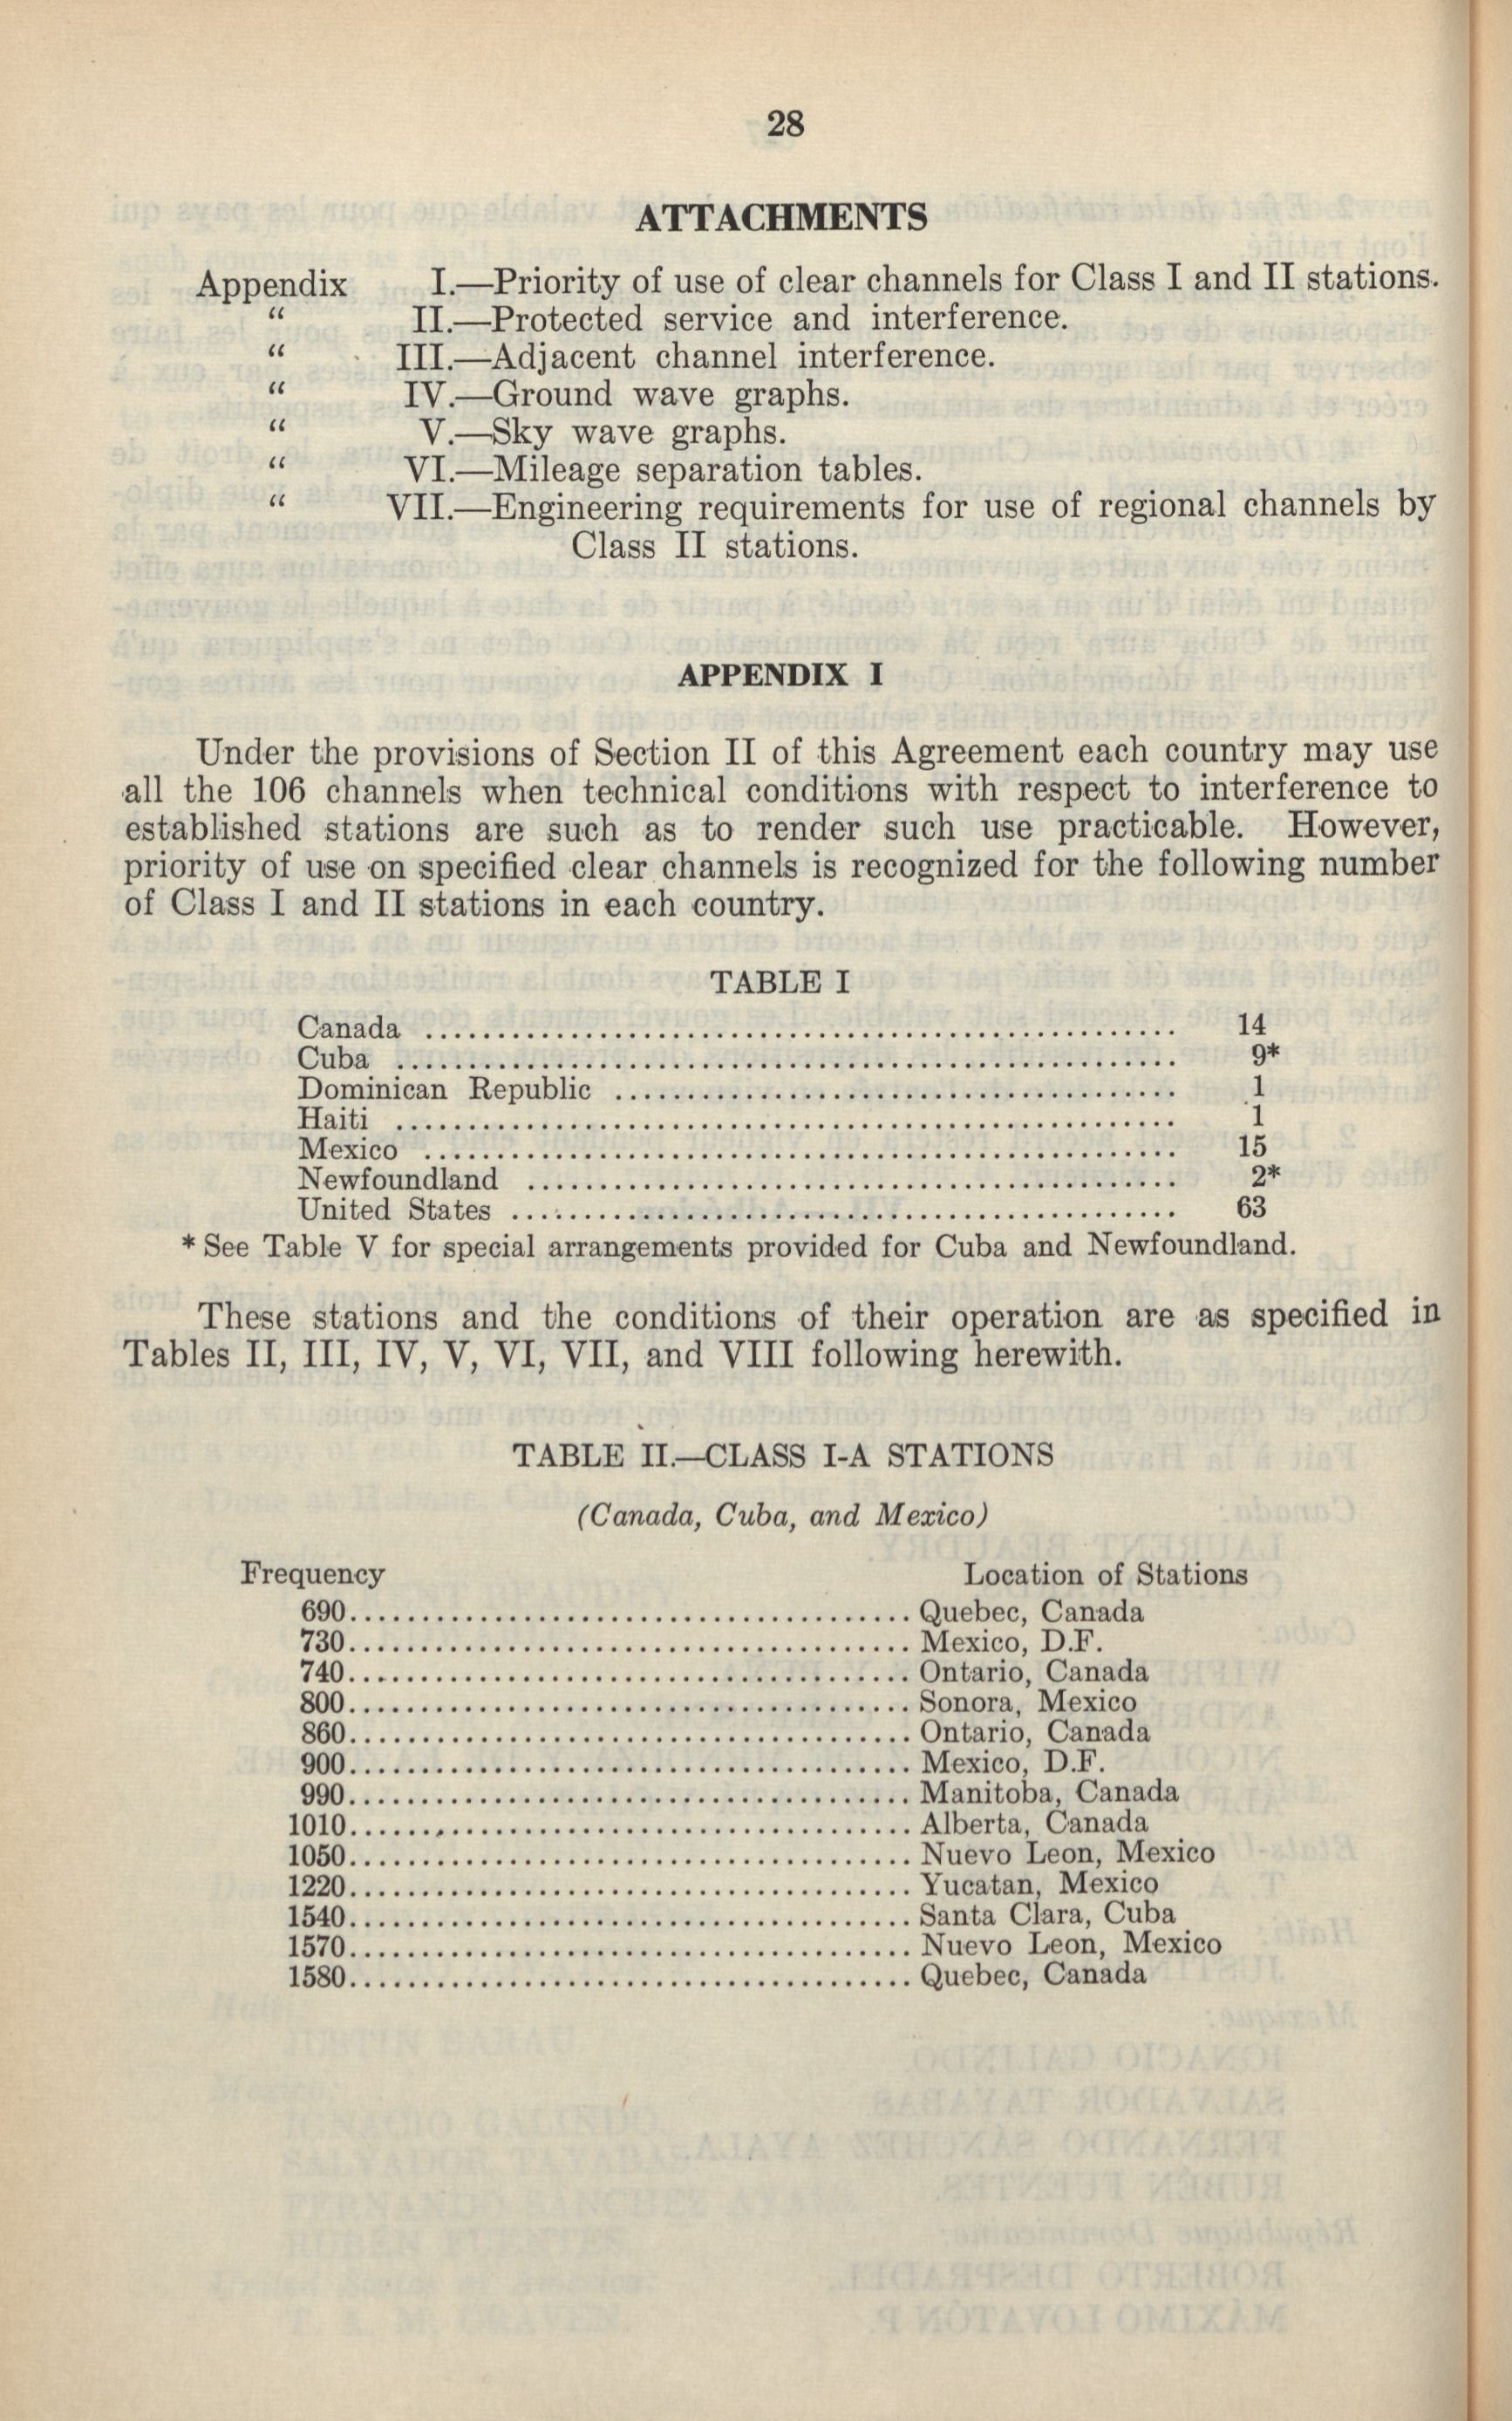 28
ATTACHMENTS
Appendix I.—Priority of use of clear channels for Class I and II stations.
“ II.—Protected service and interference.
“ III.—Adjacent channel interference.
“ IV.—Ground wave graphs.
“ V.—Sky wave graphs.
“ VI.—Mileage separation tables.
“ VII.—Engineering requirements for use of regional channels by
Class II stations.
APPENDIX I
Under the provisions of Section II of this Agreement each country may use
all the 106 channels when technical conditions with respect to interference to
established stations are such as to render such use practicable. However,
priority of use on specified clear channels is recognized for the following number
of Class I and II stations in each country.
TABLE I
Canada ........................................ 14
Cuba ........................................ 9*
Dominican Republic ........................................ 1
Haiti ........................................ 1
Mexico ........................................ 15
Newfoundland ........................................ 2*
United States ........................................ 63
* See Table V for special arrangements provided for Cuba and Newfoundland.
These stations and the conditions of their operation are as specified in
Tables II, III, IV, V, VI, VII, and VIII following herewith.
TABLE II.—CLASS I-A STATIONS
(Canada, Cuba, and Mexico)
Frequency Location of Stations
690........................................ Quebec, Canada
730........................................ Mexico, D.F.
740........................................ Ontario, Canada
800........................................ Sonora, Mexico
860........................................ Ontario, Canada
900........................................ Mexico, D.F.
990........................................ Manitoba, Canada
1010........................................ Alberta, Canada
1050........................................ Nuevo Leon, Mexico
1220........................................ Yucatan, Mexico
1540........................................ Santa Clara, Cuba
1570........................................ Nuevo Leon, Mexico
1580........................................ Quebec, Canada